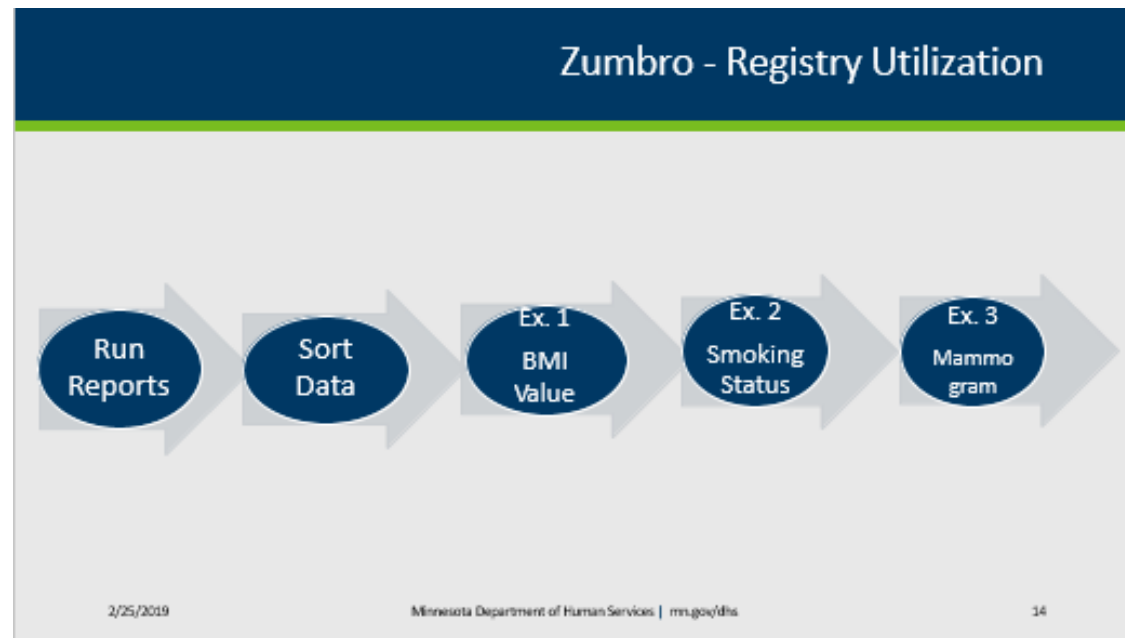 Zumbro - Registry Utilization
Run
Reports
Sort
Data
Ex. 1
BMI
Value
Ex. 2
Smoking
Status
Ex. 3
Mammo
gram
2/25/2019
Minnesota Department of Human Services | mn.gov/dhs
14